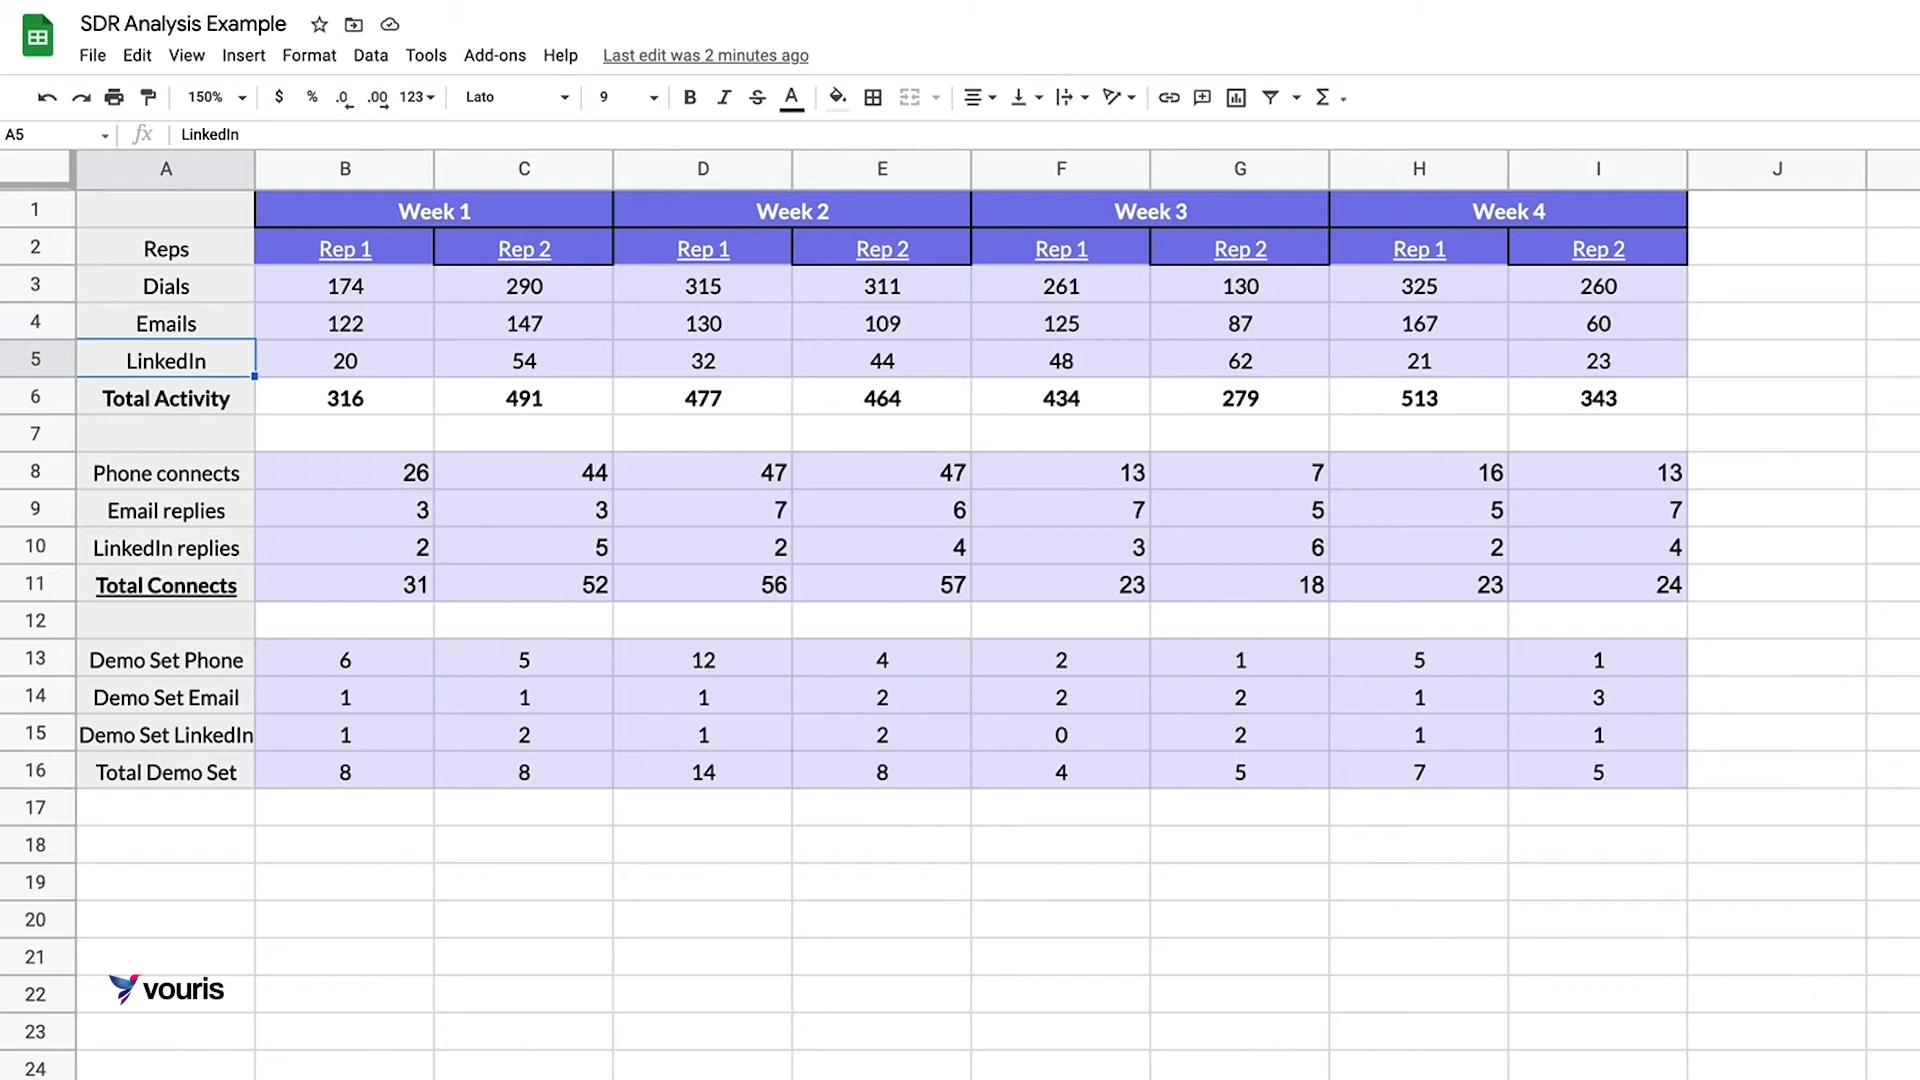 SDR Analysis Example
File Edit View Insert Format Data Tools Add-ons Help Last edit was 2 minutes ago
150% $ % .0 .00 123 Lato 9 B I S A Σ
A5 fx LinkedIn
A B C D E F G H I J
1 Week 1 Week 2 Week 3 Week 4
2 Reps Rep 1 Rep 2 Rep 1 Rep 2 Rep 1 Rep 2 Rep 1 Rep 2
3 Dials 174 290 315 311 261 130 325 260
4 Emails 122 147 130 109 125 87 167 60
5 LinkedIn 20 54 32 44 48 62 21 23
6 Total Activity 316 491 477 464 434 279 513 343
7
8 Phone connects 26 44 47 47 13 7 16 13
9 Email replies 3 3 7 6 7 5 5 7
10 LinkedIn replies 2 5 2 4 3 6 2 4
11 Total Connects 31 52 56 57 23 18 23 24
12
13 Demo Set Phone 6 5 12 4 2 1 5 1
14 Demo Set Email 1 1 1 2 2 2 1 3
15 Demo Set LinkedIn 1 2 1 2 0 2 1 1
16 Total Demo Set 8 8 14 8 4 5 7 5
17
18
19
20
21
22 vouris
23
24